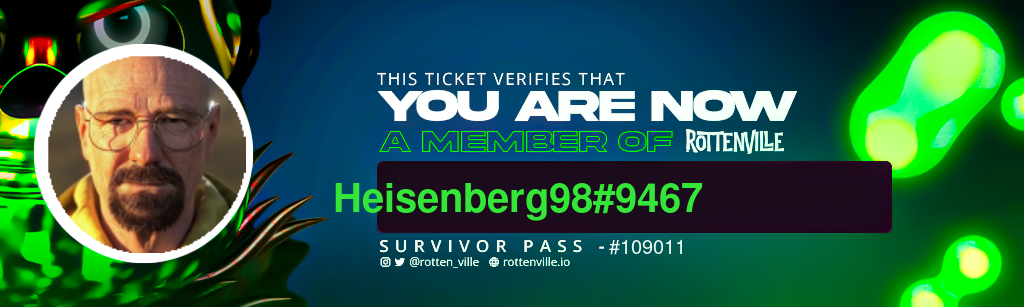 THIS TICKET VERIFIES THAT
YOU ARE NOW
A MEMBER OF ROTTENVILLE
Heisenberg98#9467
SURVIVOR PASS - #109011
@rotten_ville rottenville.io